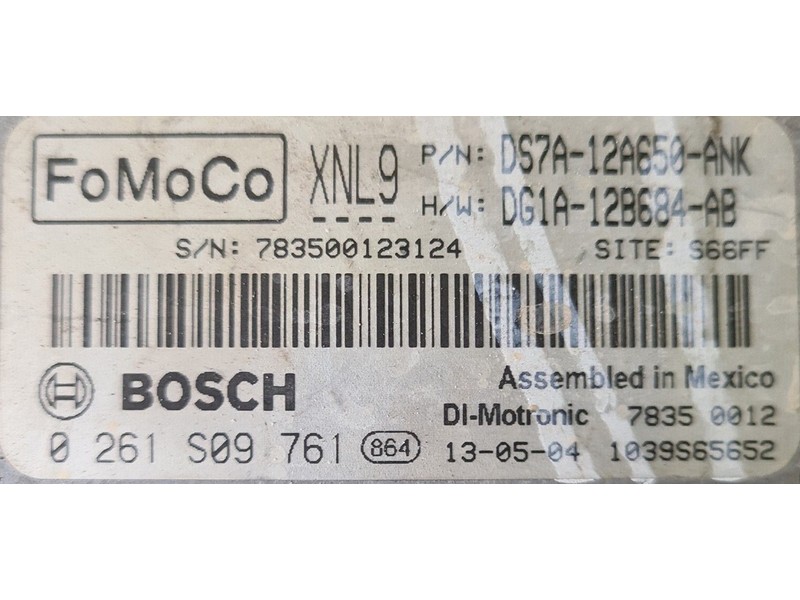 FoMoCo XNL9 P/N: DS7A-12A650-ANK
H/W: DG1A-12B684-AB
S/N: 783500123124 SITE: S66FF
BOSCH Assembled in Mexico
DI-Motronic 7835 0012
0 261 S09 761 864 13-05-04 1039S65652